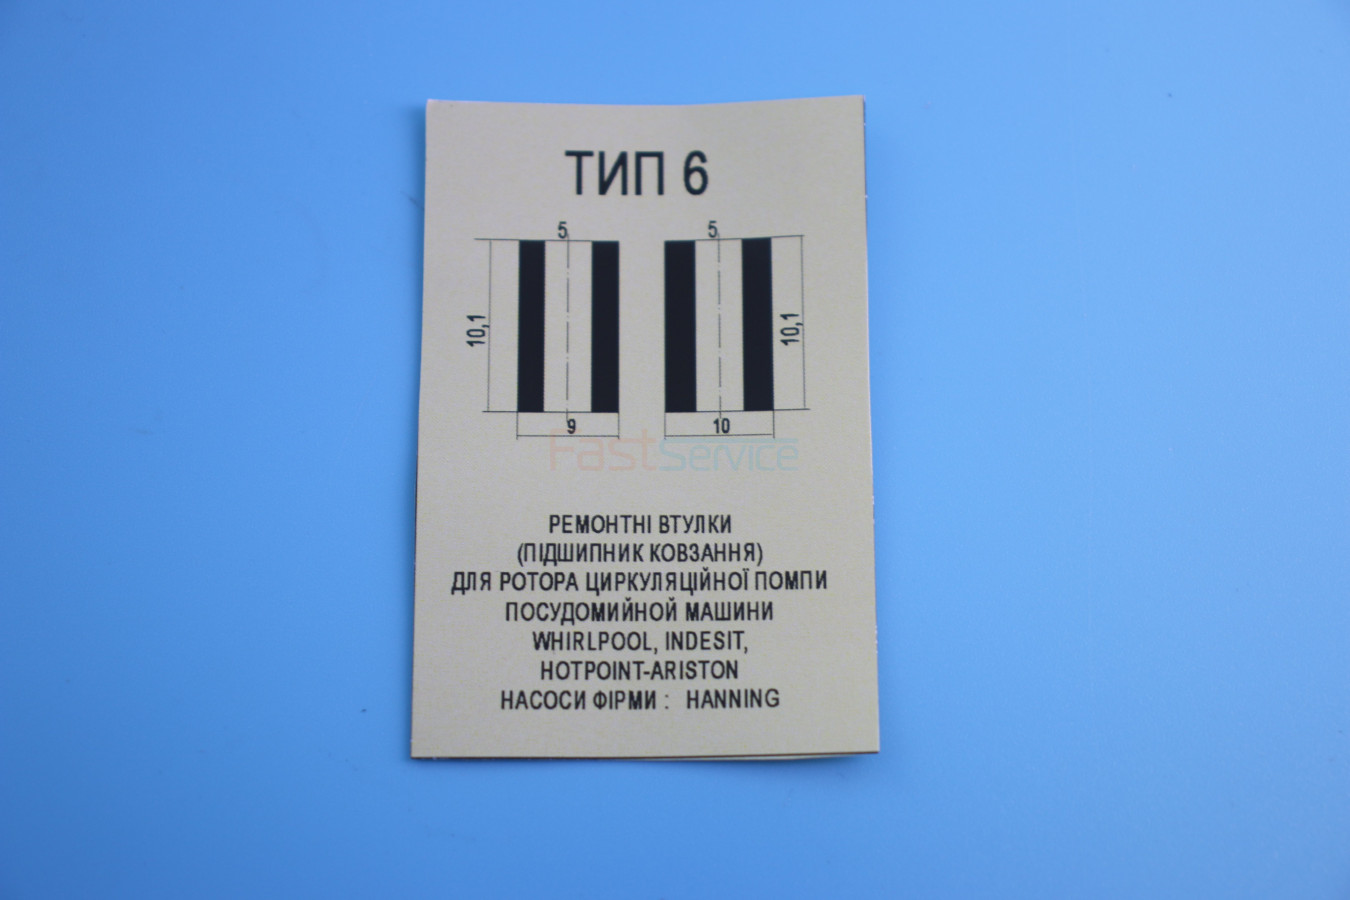 ТИП 6
5 5
10,1 10,1
9 10
FastService
РЕМОНТНІ ВТУЛКИ
(ПІДШИПНИК КОВЗАННЯ)
ДЛЯ РОТОРА ЦИРКУЛЯЦІЙНОЇ ПОМПИ
ПОСУДОМИЙНОЙ МАШИНИ
WHIRLPOOL, INDESIT,
HOTPOINT-ARISTON
НАСОСИ ФІРМИ : HANNING